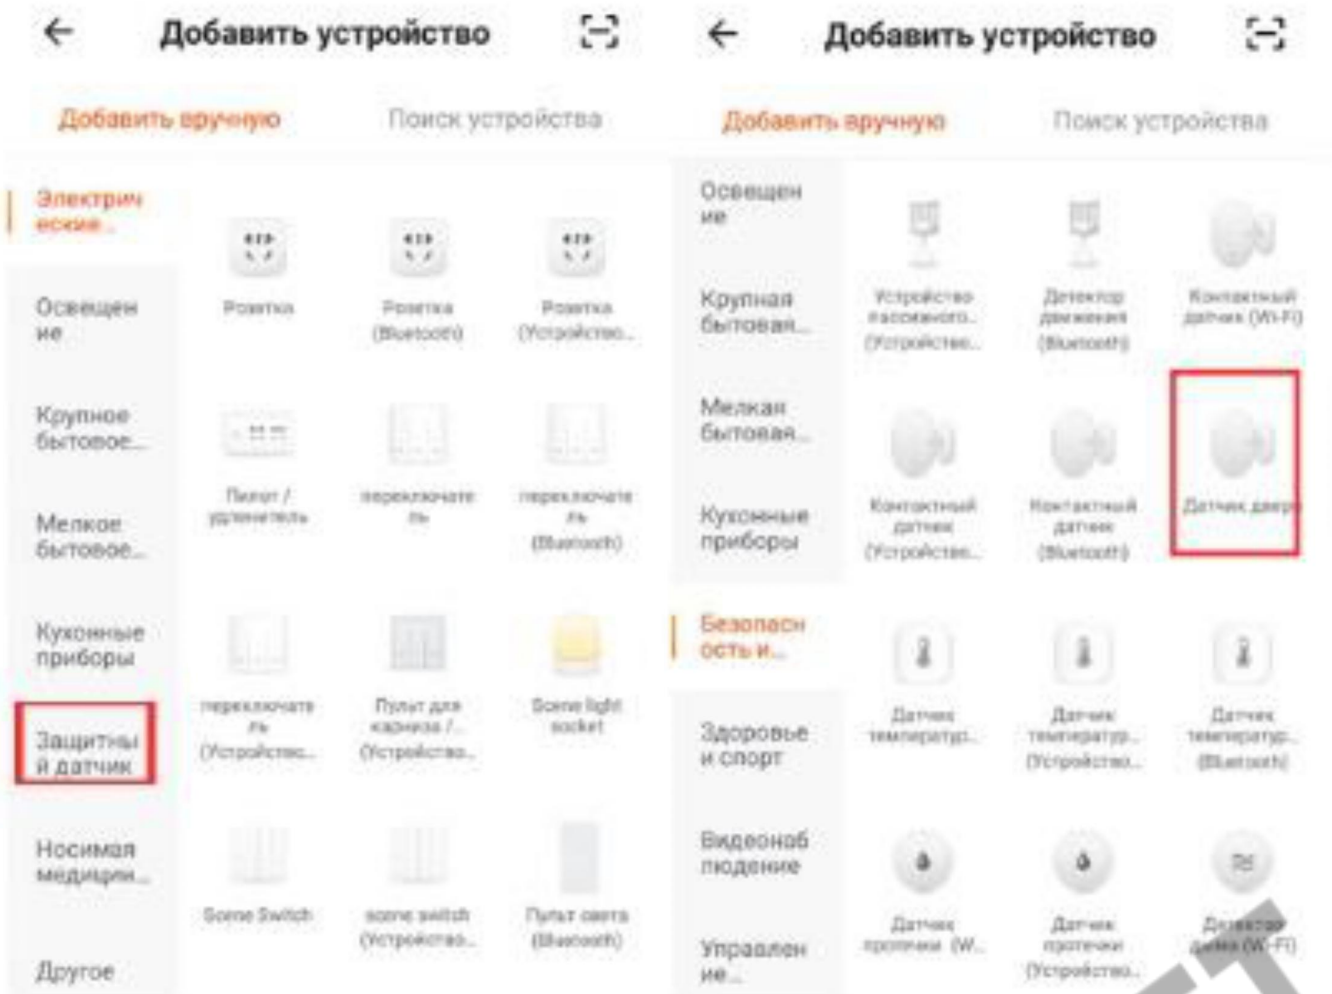 Добавить устройство
Добавить вручную
Поиск устройства
Электрич
еские...
Освещен
ие
Крупное
бытовое...
Мелкое
бытовое...
Кухонные
приборы
Защитны
й датчик
Носимая
медицин...
Другое
Розетка
Розетка
(Bluetooth)
Розетка
(Устройство...
Пилот /
удлинитель
переключате
ль
переключате
ль
(Bluetooth)
переключате
ль
(Устройство...
Пульт для
карниза /...
(Устройство...
Scene light
socket
Scene Switch
scene switch
(Устройство...
Пульт света
(Bluetooth)
Добавить устройство
Добавить вручную
Поиск устройства
Освещен
ие
Крупная
бытовая...
Мелкая
бытовая...
Кухонные
приборы
Безопасн
ость и...
Здоровье
и спорт
Видеонаб
людение
Управлен
ие...
Устройство
пассивного...
(Устройство...
Детектор
движения
(Bluetooth)
Контактный
датчик (Wi-Fi)
Контактный
датчик
(Устройство...
Контактный
датчик
(Bluetooth)
Датчик двери
Датчик
температур...
Датчик
температур...
(Устройство...
Датчик
температур...
(Bluetooth)
Датчик
протечки (W...
Датчик
протечки
(Устройство...
Детектор
дыма (Wi-Fi)